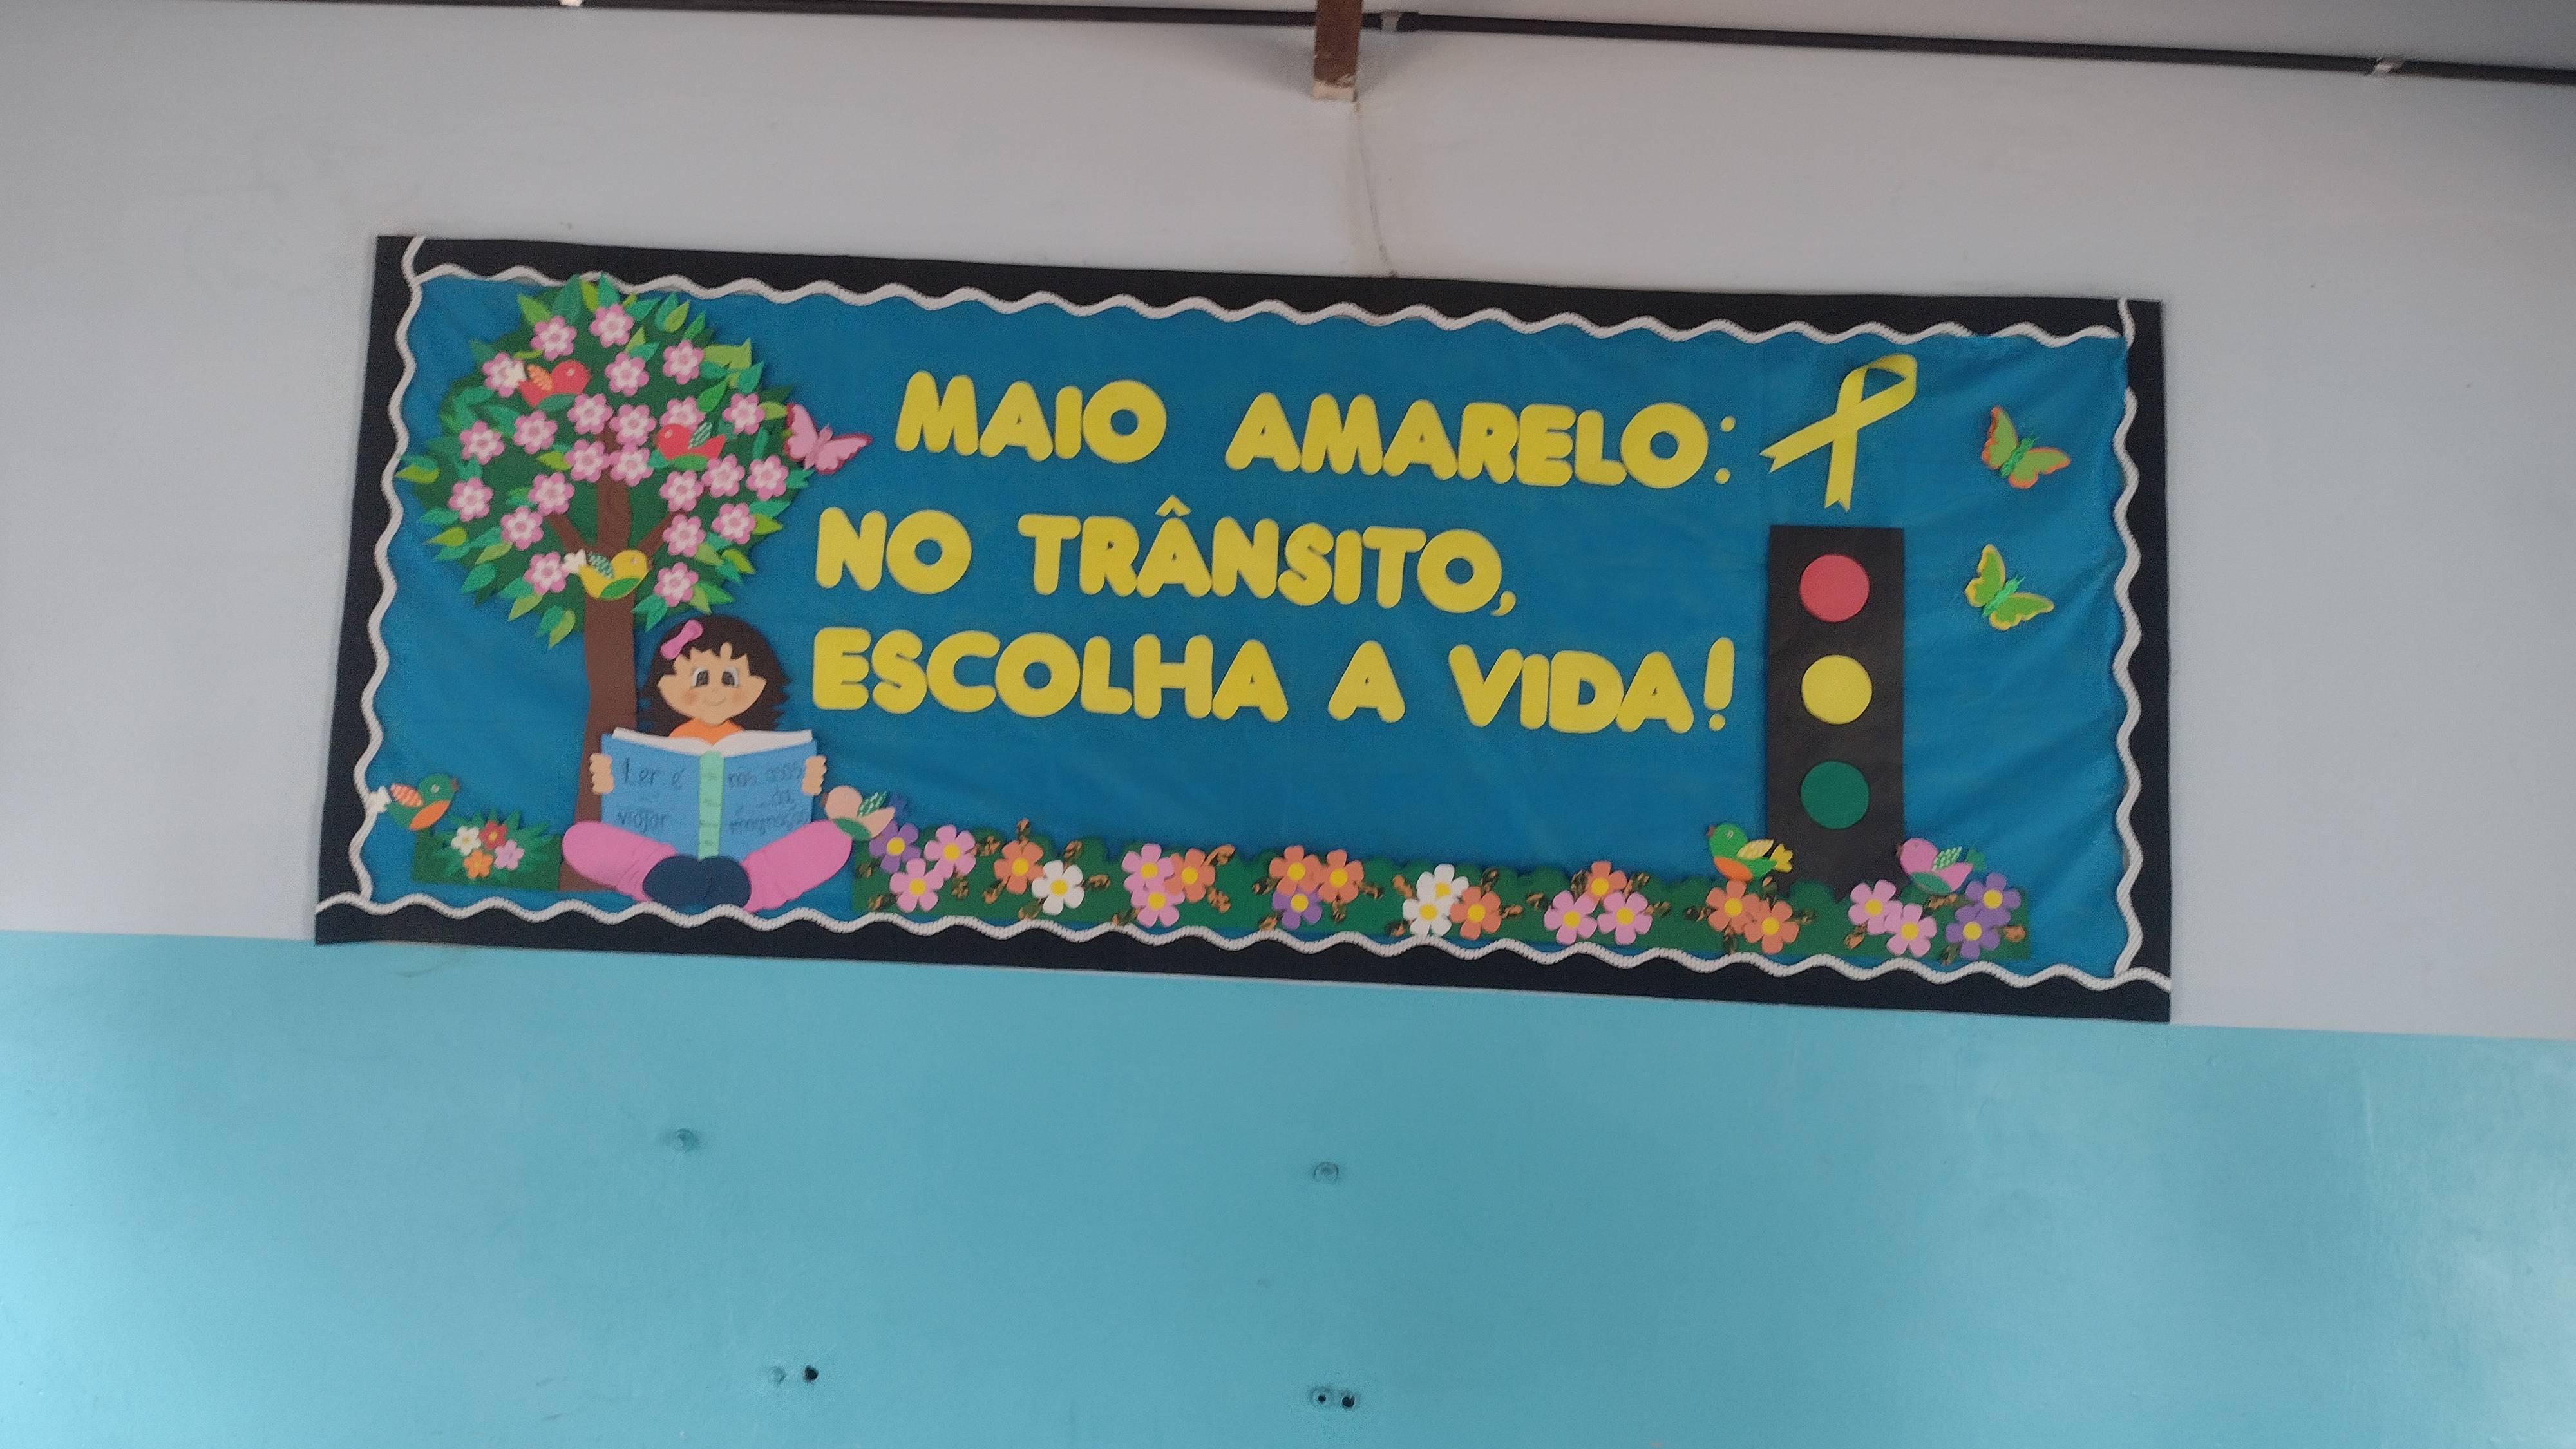 MAIO AMARELO:
NO TRÂNSITO,
ESCOLHA A VIDA!
Ler é
viajar
nas asas
da
imaginação